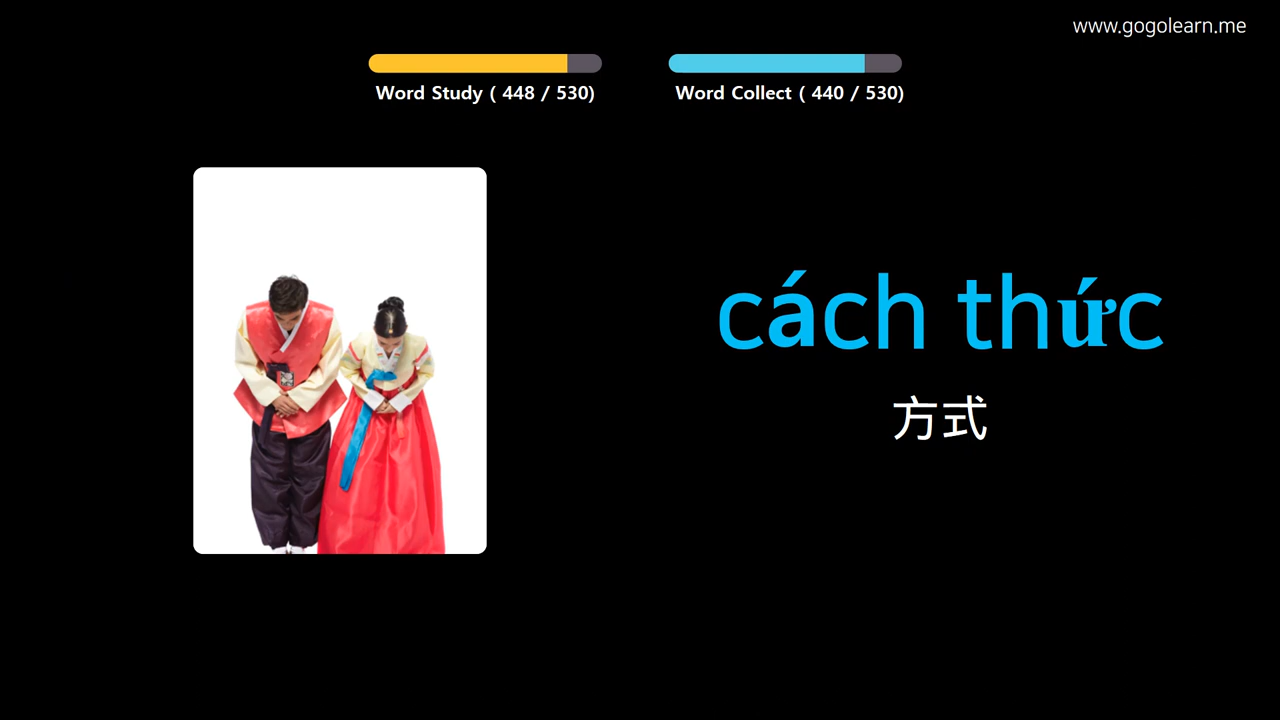 www.gogolearn.me
Word Study ( 448 / 530)
Word Collect ( 440 / 530)
cách thức
方式